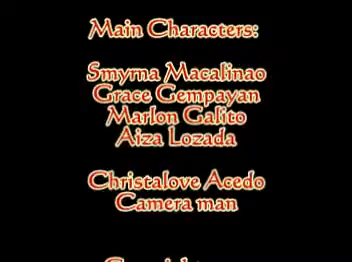 Main Characters:
Smyrna Macalinao
Grace Gempayan
Marlon Galito
Aiza Lozada
Christalove Acedo
Camera man